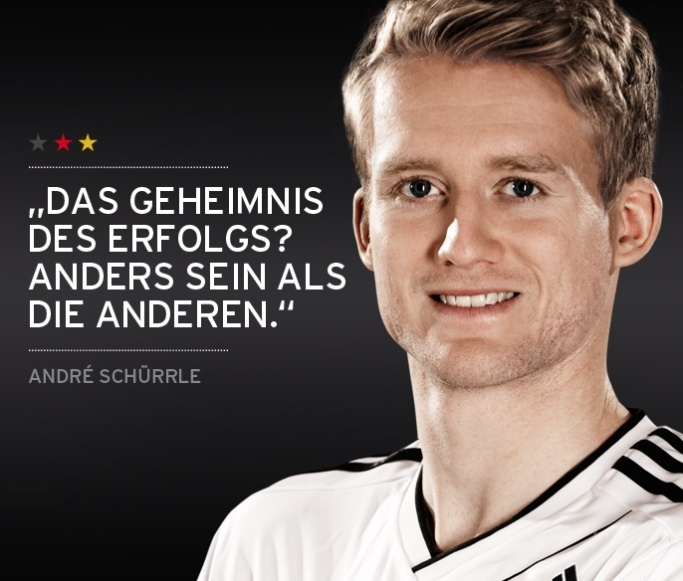 „DAS GEHEIMNIS
DES ERFOLGS?
ANDERS SEIN ALS
DIE ANDEREN.“
ANDRÉ SCHÜRRLE